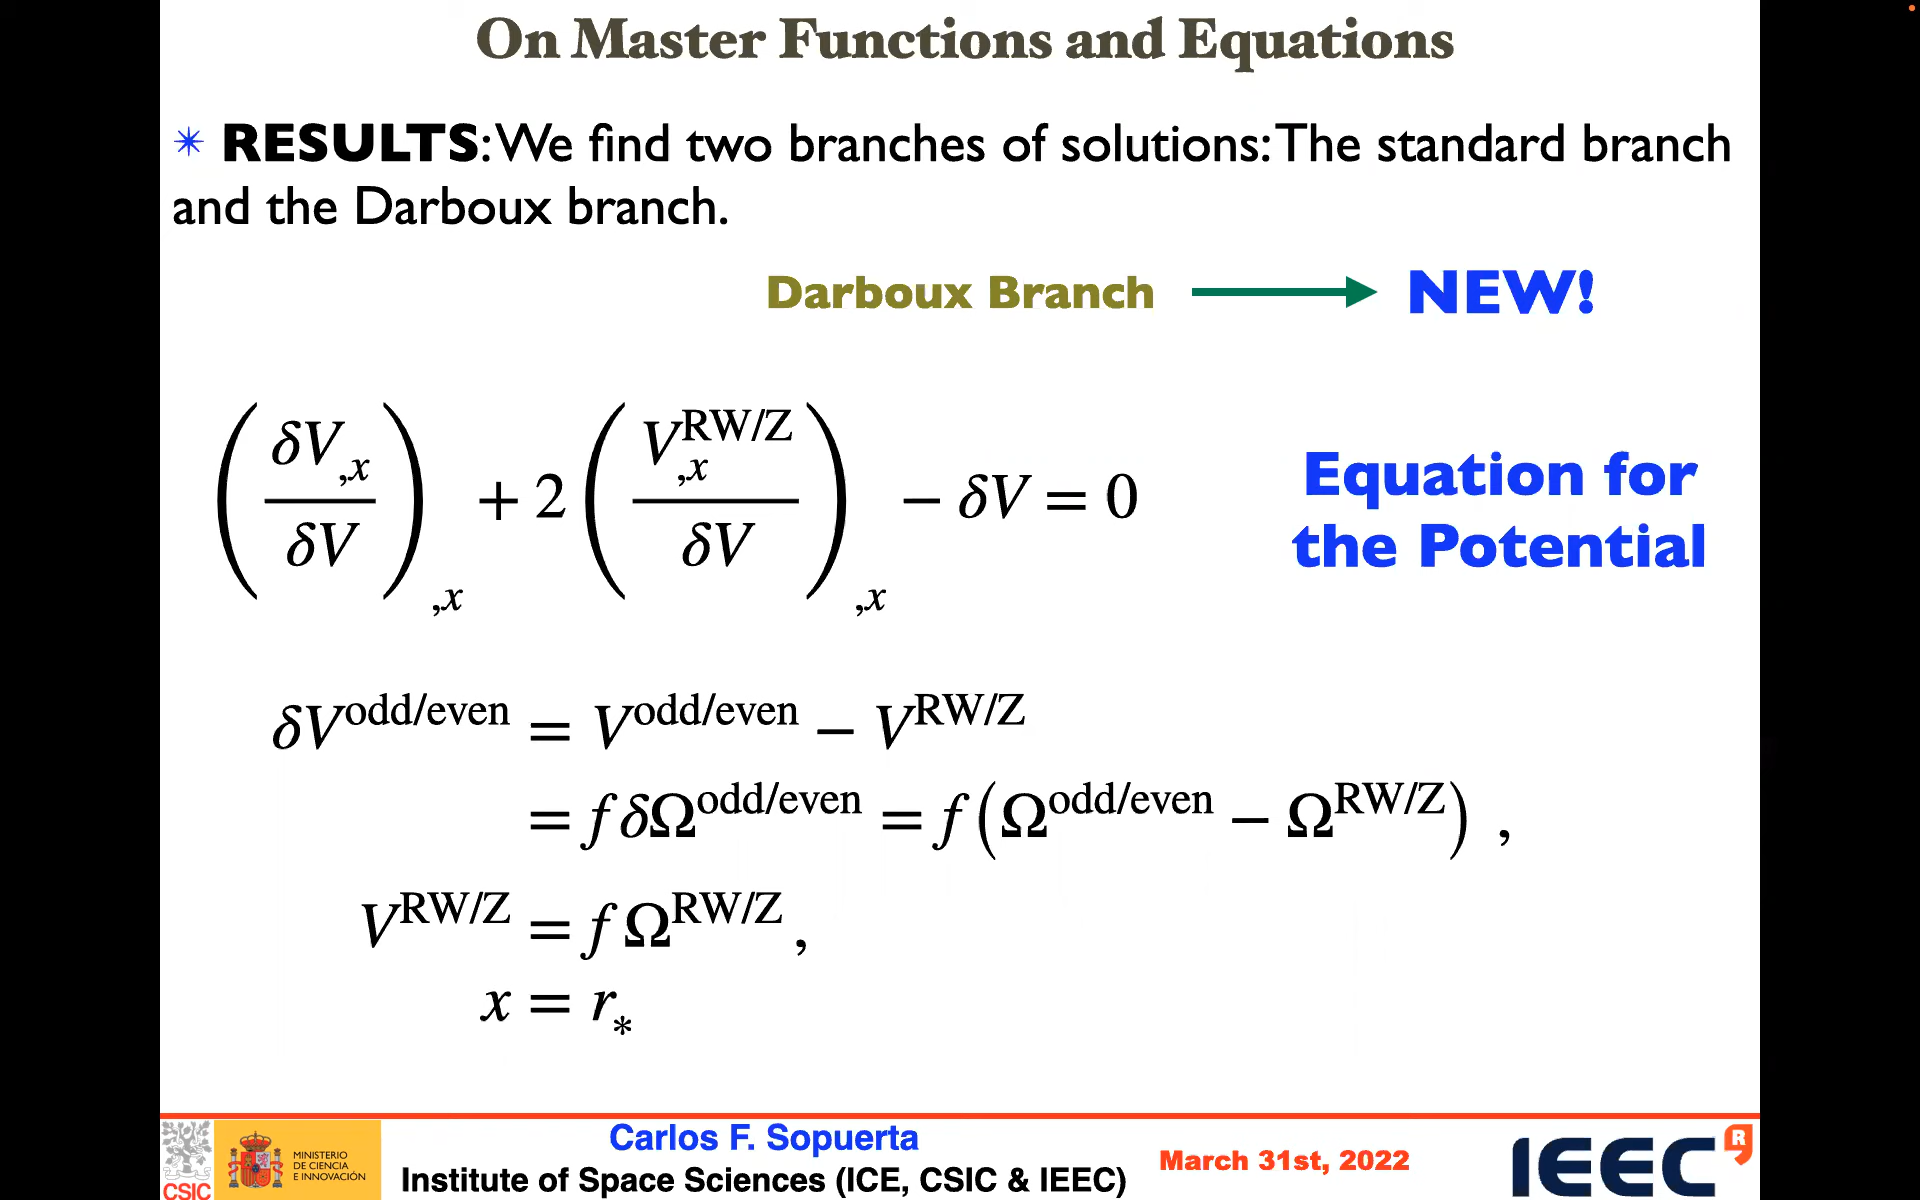 On Master Functions and Equations
✴ RESULTS: We find two branches of solutions: The standard branch
and the Darboux branch.
Darboux Branch → NEW!
(δV,x / δV),x + 2 (V,x^RW/Z / δV),x − δV = 0
Equation for
the Potential
δV^odd/even = V^odd/even − V^RW/Z
= f δΩ^odd/even = f (Ω^odd/even − Ω^RW/Z) ,
V^RW/Z = f Ω^RW/Z ,
x = r_*
CSIC
MINISTERIO
DE CIENCIA
E INNOVACIÓN
Carlos F. Sopuerta
Institute of Space Sciences (ICE, CSIC & IEEC)
March 31st, 2022
IEEC R